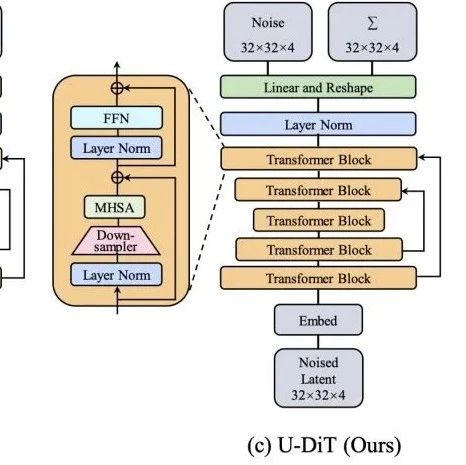 Noise
32×32×4
Σ
32×32×4
Linear and Reshape
Layer Norm
Transformer Block
Transformer Block
Transformer Block
Transformer Block
Transformer Block
Embed
Noised
Latent
32×32×4
FFN
Layer Norm
MHSA
Down-
sampler
Layer Norm
(c) U-DiT (Ours)